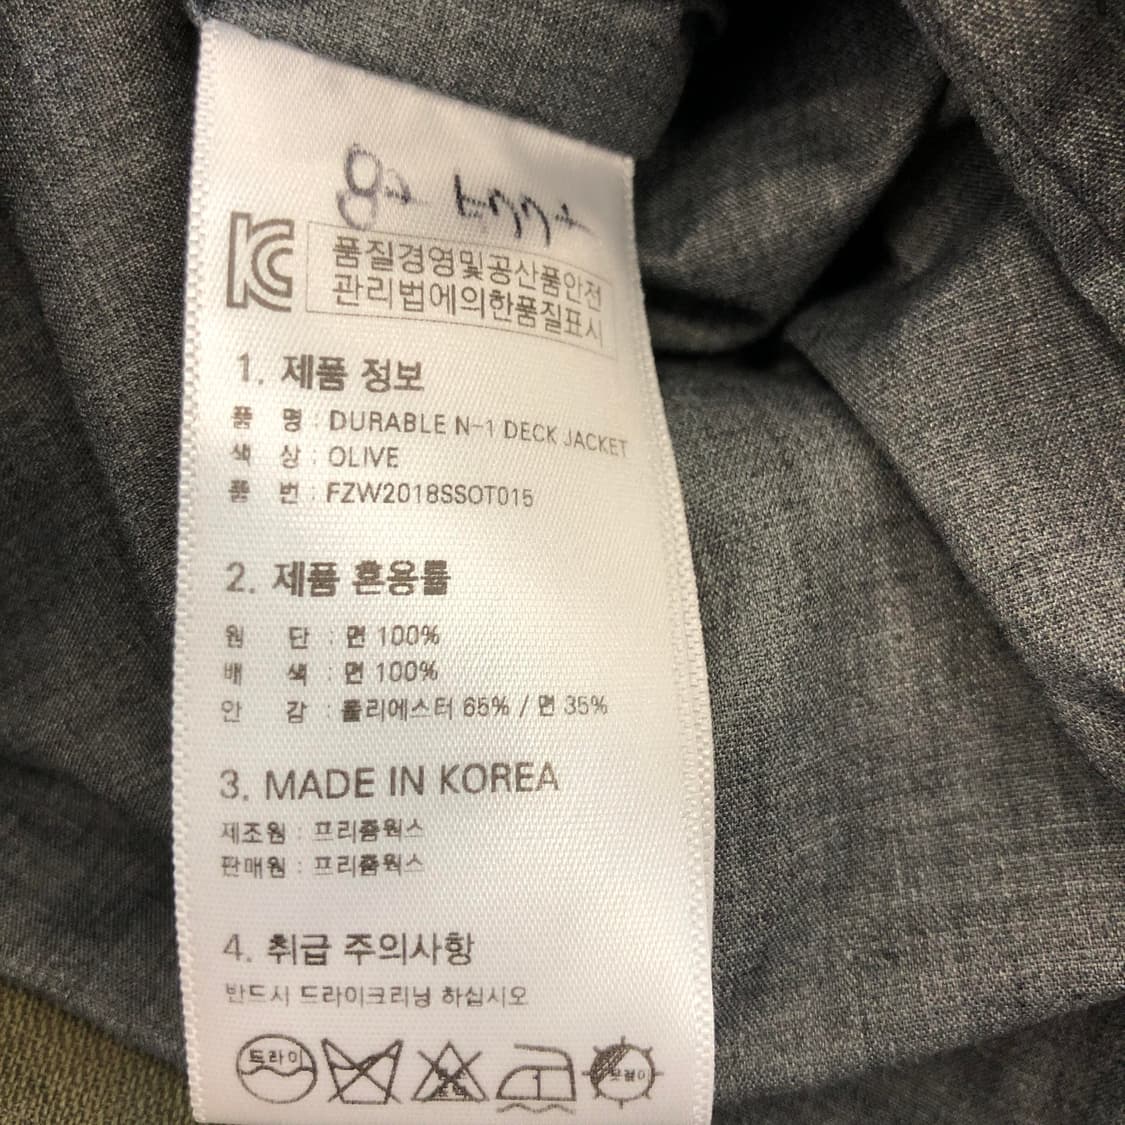 KC
품질경영및공산품안전
관리법에의한품질표시
1. 제품 정보
품 명 : DURABLE N-1 DECK JACKET
색 상 : OLIVE
품 번 : FZW2018SSOT015
2. 제품 혼용률
원 단 : 면 100%
배 색 : 면 100%
안 감 : 폴리에스터 65% / 면 35%
3. MADE IN KOREA
제조원 : 프리즘웍스
판매원 : 프리즘웍스
4. 취급 주의사항
반드시 드라이크리닝 하십시오
드라이
1